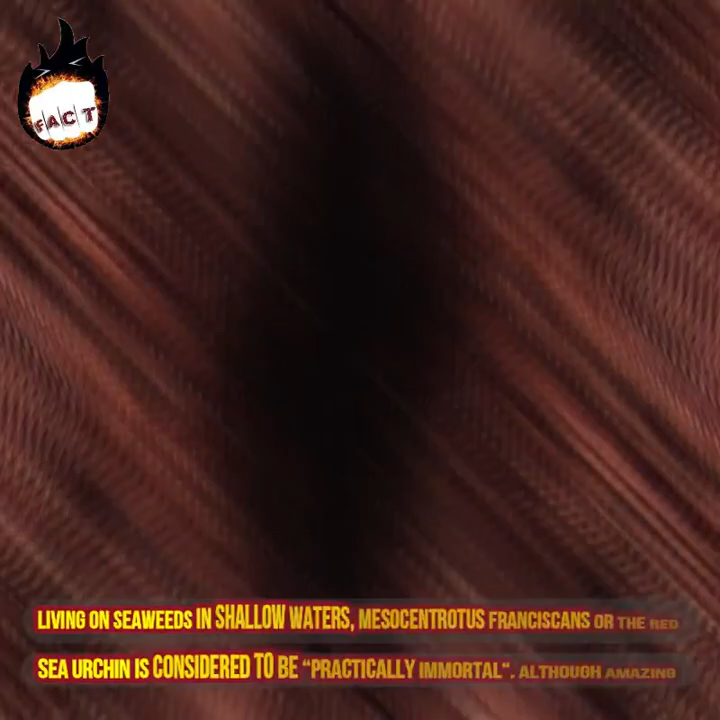 FACT
LIVING ON SEAWEEDS IN SHALLOW WATERS, MESOCENTROTUS FRANCISCANS OR THE RED
SEA URCHIN IS CONSIDERED TO BE “PRACTICALLY IMMORTAL“. ALTHOUGH AMAZING